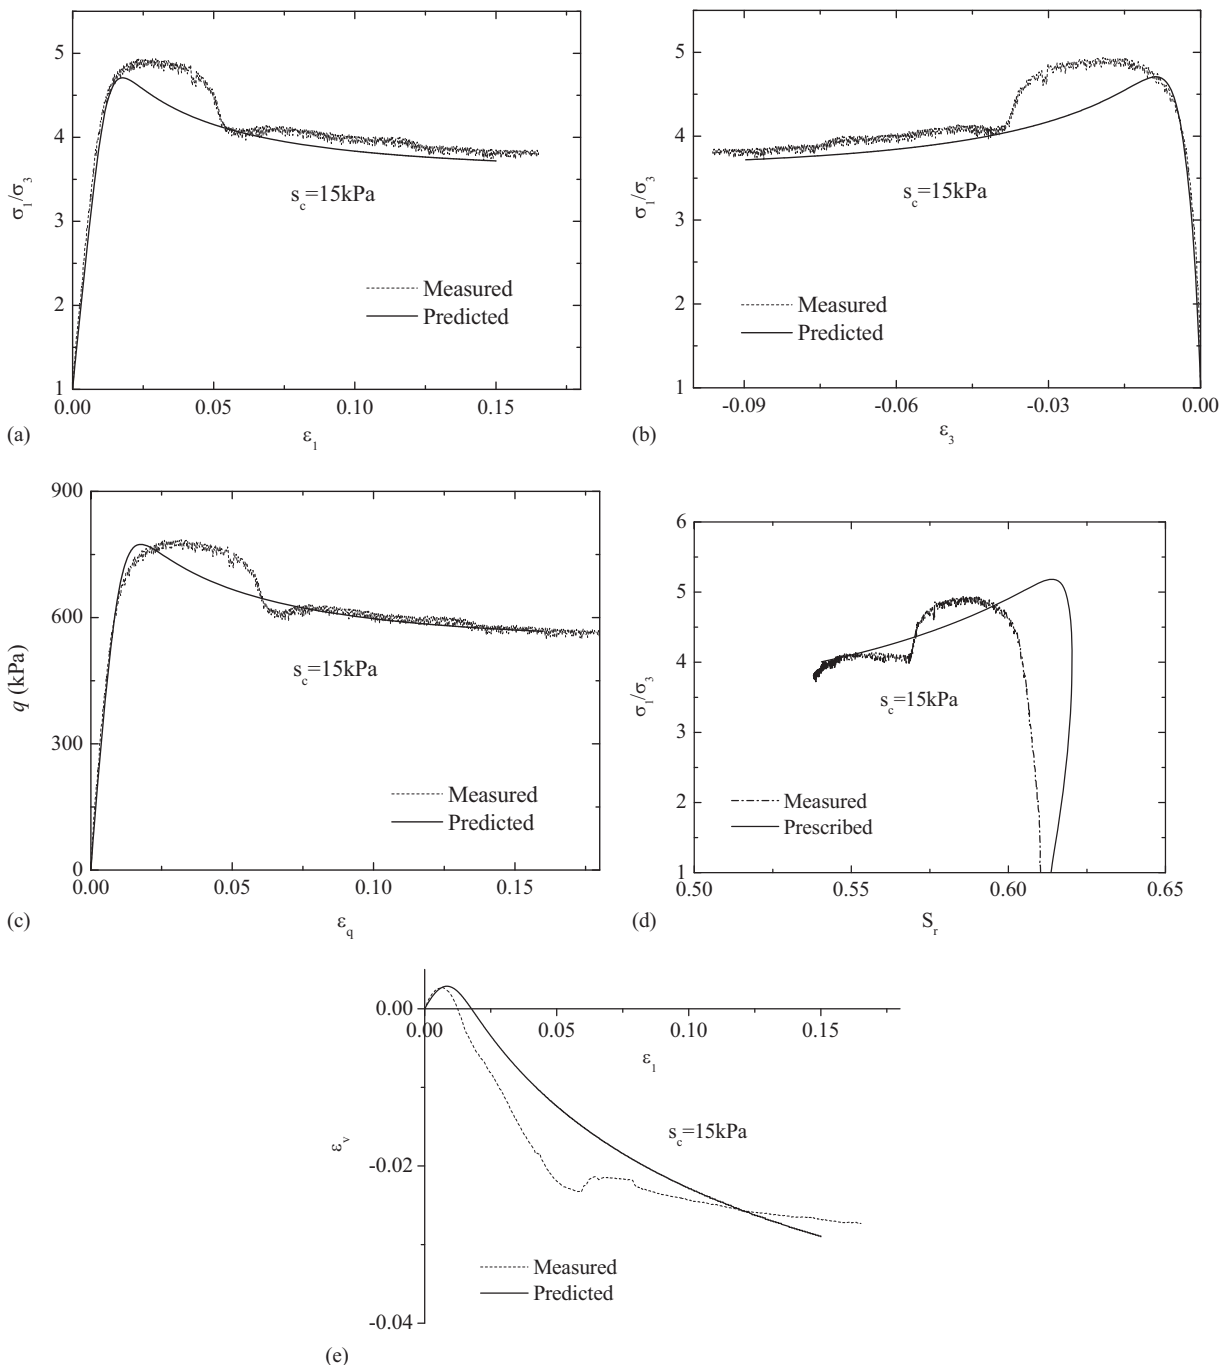 5
4
3
2
1
σ1/σ3
sc=15kPa
Measured
Predicted
0.00 0.05 0.10 0.15
ε1
(a)
5
4
3
2
1
σ1/σ3
sc=15kPa
Measured
Predicted
-0.09 -0.06 -0.03 0.00
ε3
(b)
900
600
300
0
q (kPa)
sc=15kPa
Measured
Predicted
0.00 0.05 0.10 0.15
εq
(c)
6
5
4
3
2
1
σ1/σ3
sc=15kPa
Measured
Prescribed
0.50 0.55 0.60 0.65
Sr
(d)
0.00
-0.02
-0.04
εv
0.00 0.05 0.10 0.15
ε1
sc=15kPa
Measured
Predicted
(e)